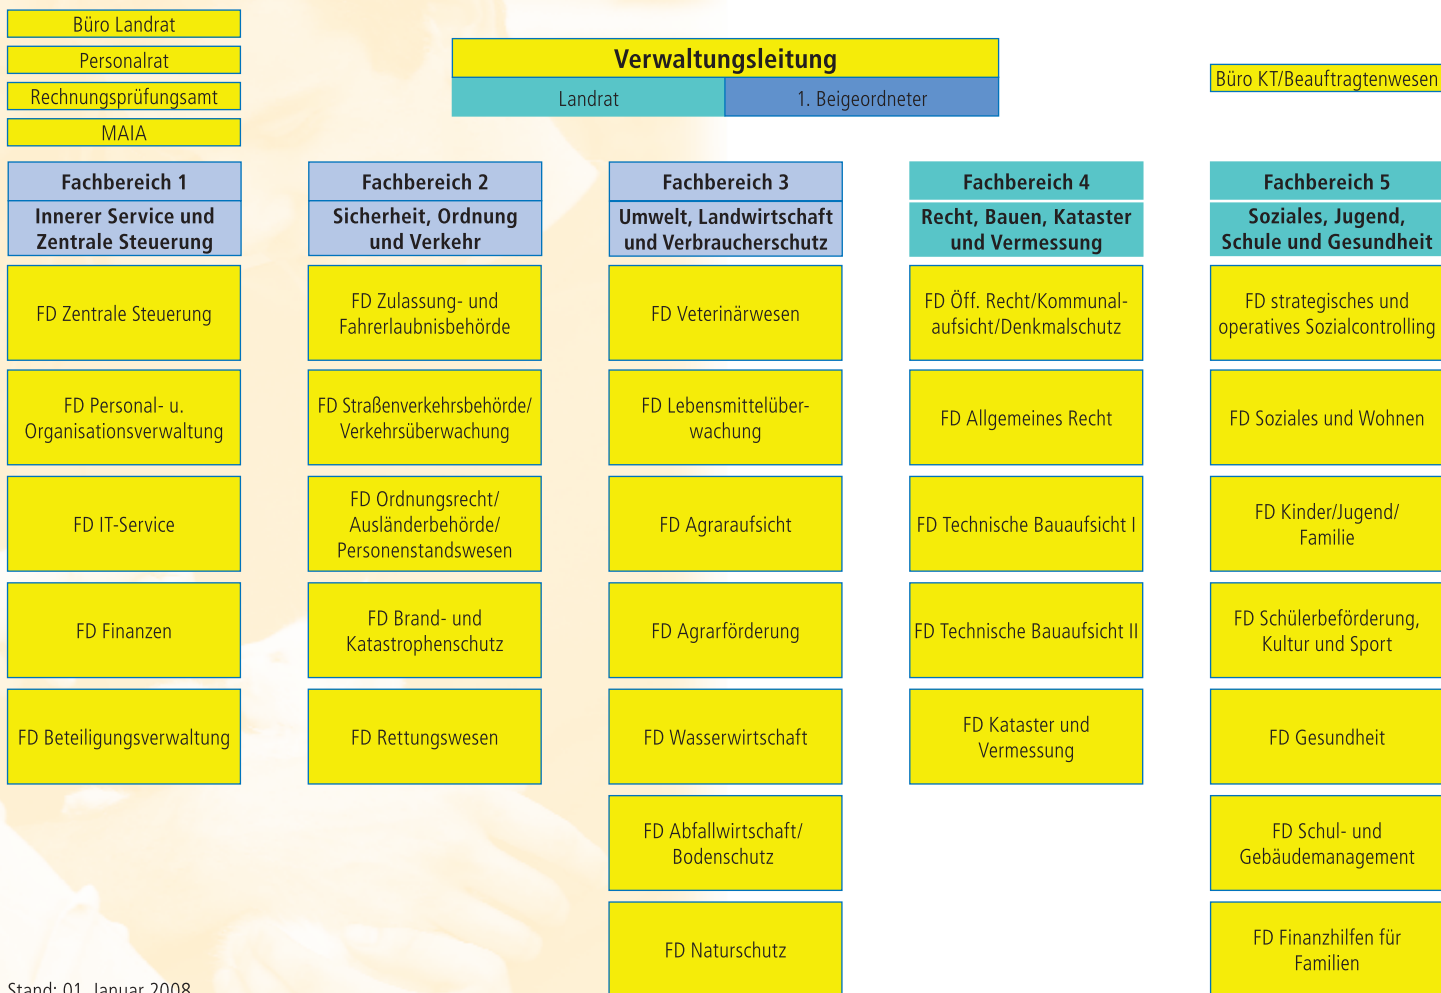 Büro Landrat
Personalrat
Rechnungsprüfungsamt
MAIA
Verwaltungsleitung
Landrat
1. Beigeordneter
Büro KT/Beauftragtenwesen
Fachbereich 1
Innerer Service und
Zentrale Steuerung
FD Zentrale Steuerung
FD Personal- u.
Organisationsverwaltung
FD IT-Service
FD Finanzen
FD Beteiligungsverwaltung
Fachbereich 2
Sicherheit, Ordnung
und Verkehr
FD Zulassung- und
Fahrerlaubnisbehörde
FD Straßenverkehrsbehörde/
Verkehrsüberwachung
FD Ordnungsrecht/
Ausländerbehörde/
Personenstandswesen
FD Brand- und
Katastrophenschutz
FD Rettungswesen
Fachbereich 3
Umwelt, Landwirtschaft
und Verbraucherschutz
FD Veterinärwesen
FD Lebensmittelüber-
wachung
FD Agraraufsicht
FD Agrarförderung
FD Wasserwirtschaft
FD Abfallwirtschaft/
Bodenschutz
FD Naturschutz
Fachbereich 4
Recht, Bauen, Kataster
und Vermessung
FD Öff. Recht/Kommunal-
aufsicht/Denkmalschutz
FD Allgemeines Recht
FD Technische Bauaufsicht I
FD Technische Bauaufsicht II
FD Kataster und
Vermessung
Fachbereich 5
Soziales, Jugend,
Schule und Gesundheit
FD strategisches und
operatives Sozialcontrolling
FD Soziales und Wohnen
FD Kinder/Jugend/
Familie
FD Schülerbeförderung,
Kultur und Sport
FD Gesundheit
FD Schul- und
Gebäudemanagement
FD Finanzhilfen für
Familien
Stand: 01. Januar 2008